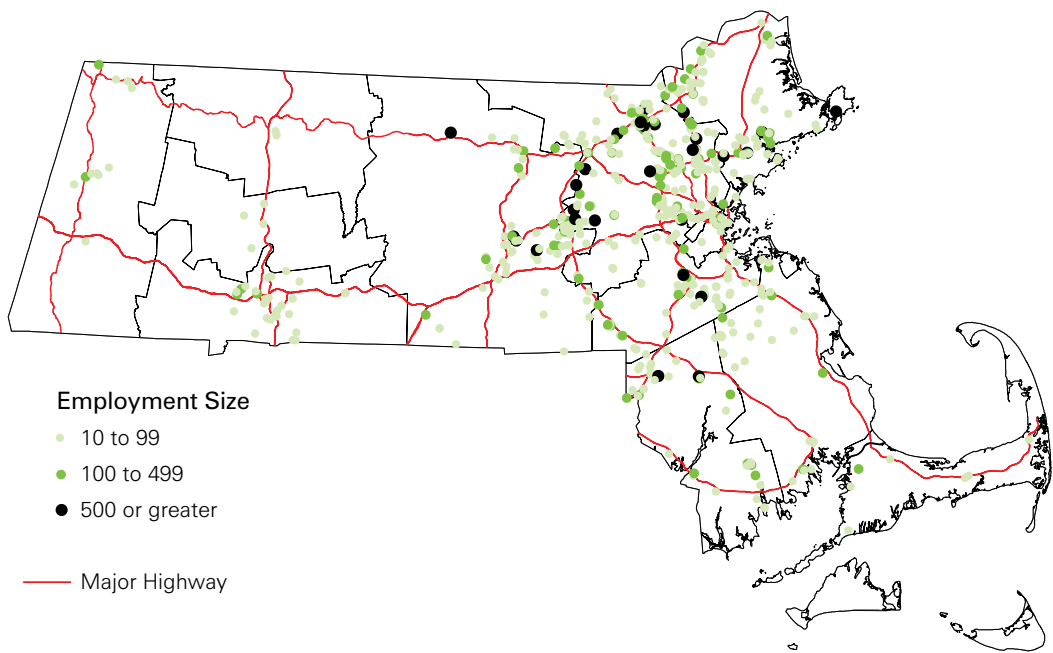 Employment Size
10 to 99
100 to 499
500 or greater
Major Highway